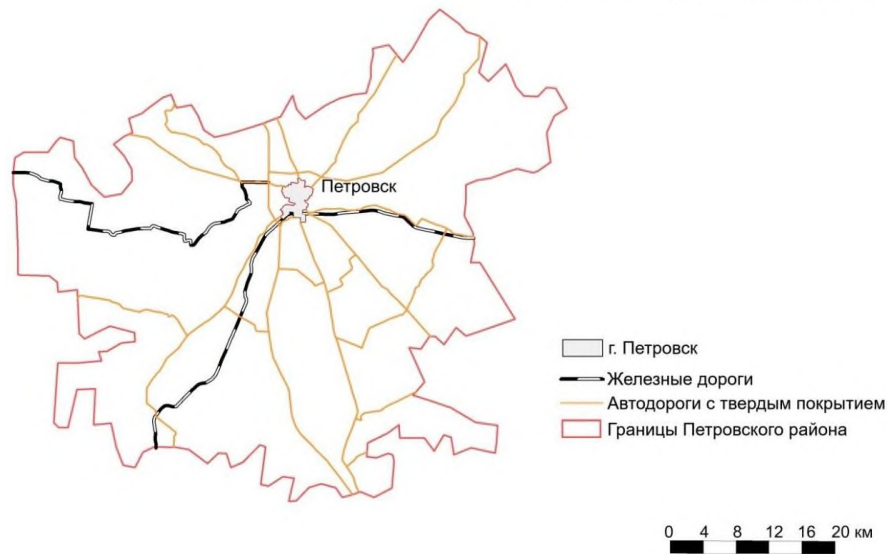 Петровск
г. Петровск
Железные дороги
Автодороги с твердым покрытием
Границы Петровского района
0 4 8 12 16 20 км